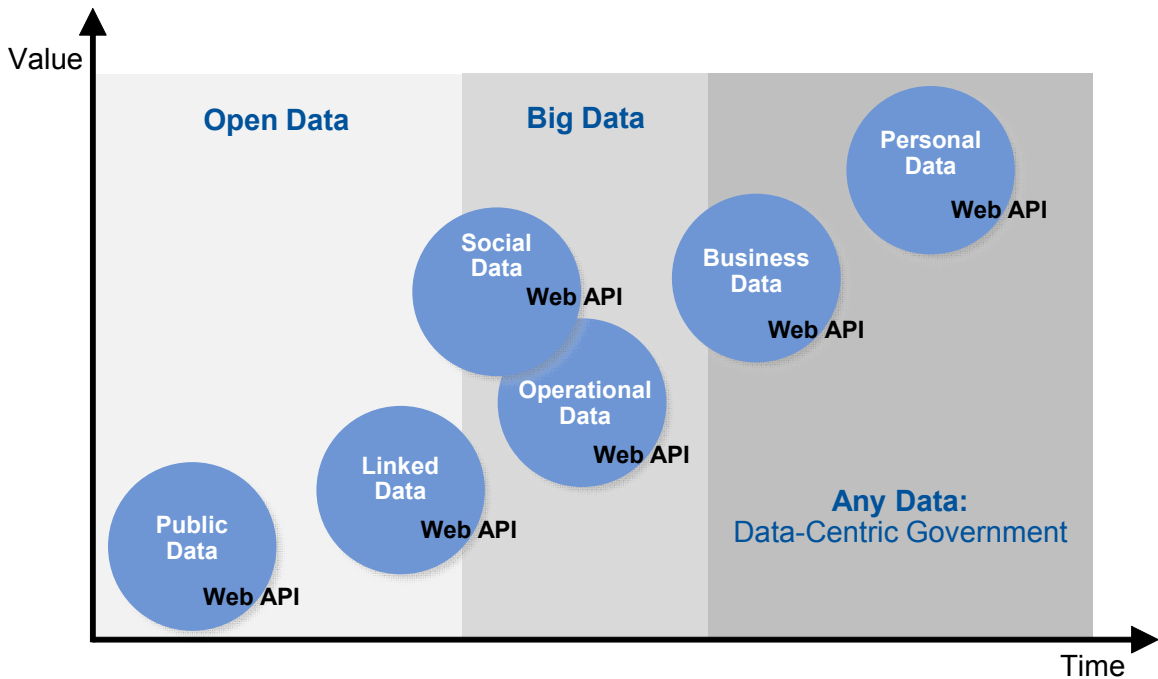 Value
Open Data
Big Data
Personal
Data
Web API
Social
Data
Web API
Business
Data
Web API
Operational
Data
Web API
Linked
Data
Web API
Any Data:
Data-Centric Government
Public
Data
Web API
Time